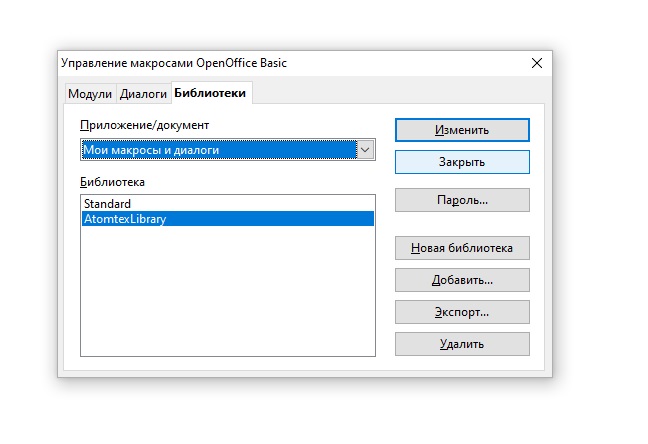 Управление макросами OpenOffice Basic
Модули Диалоги Библиотеки
Приложение/документ
Мои макросы и диалоги
Библиотека
Standard
AtomtexLibrary
Изменить
Закрыть
Пароль...
Новая библиотека
Добавить...
Экспорт...
Удалить